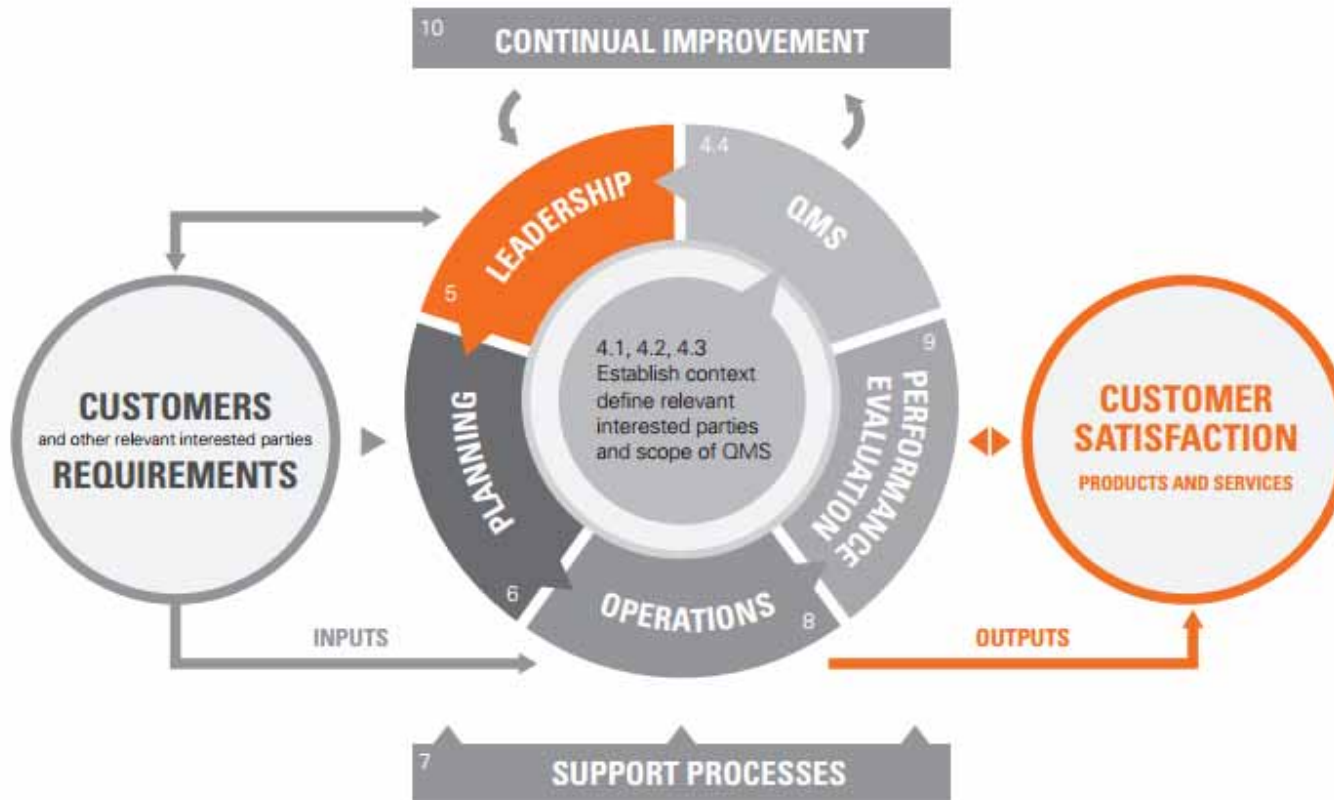 10
CONTINUAL IMPROVEMENT
4.4
QMS
LEADERSHIP
5
4.1, 4.2, 4.3
Establish context
define relevant
interested parties
and scope of QMS
9
PERFORMANCE
EVALUATION
CUSTOMERS
and other relevant interested parties
REQUIREMENTS
PLANNING
6
CUSTOMER
SATISFACTION
PRODUCTS AND SERVICES
OPERATIONS
8
INPUTS
OUTPUTS
7
SUPPORT PROCESSES